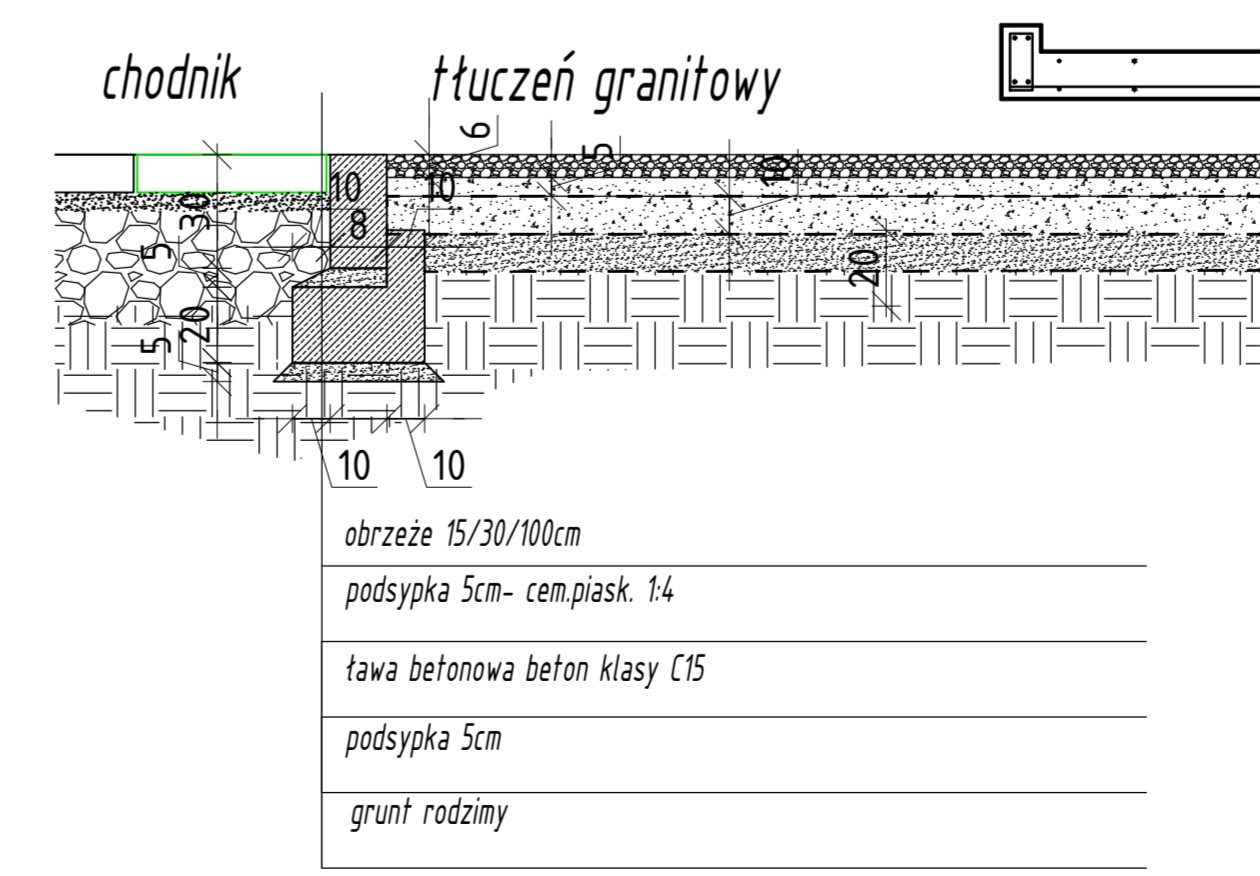 chodnik
tłuczeń granitowy
6
5
10
10
10
30
8
5
20
20
5
10
10
obrzeże 15/30/100cm
podsypka 5cm- cem.piask. 1:4
ława betonowa beton klasy C15
podsypka 5cm
grunt rodzimy